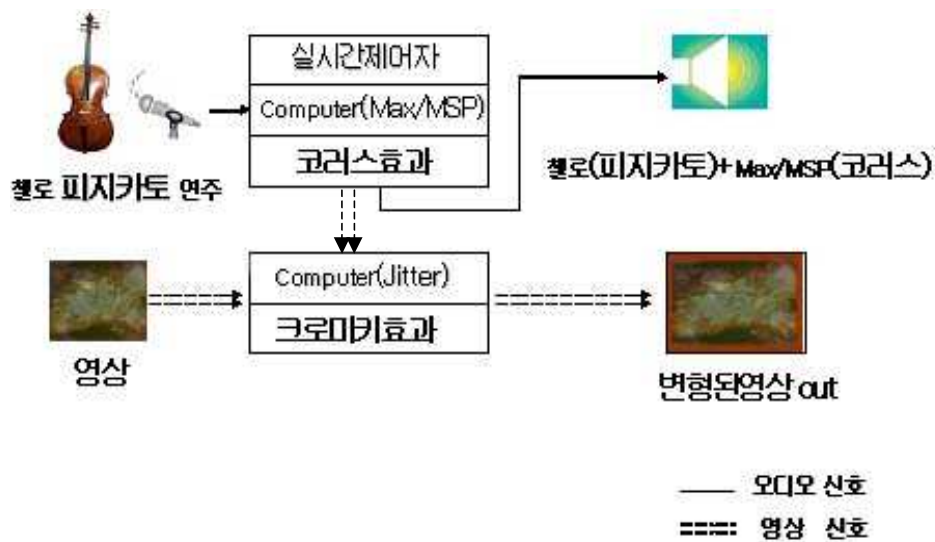 실시간제어자
Computer(Max/MSP)
코러스효과
첼로 피지카토 연주
첼로(피지카토)+ Max/MSP(코러스)
Computer(Jitter)
크로마키효과
영상
변형된영상 out
오디오 신호
영상 신호